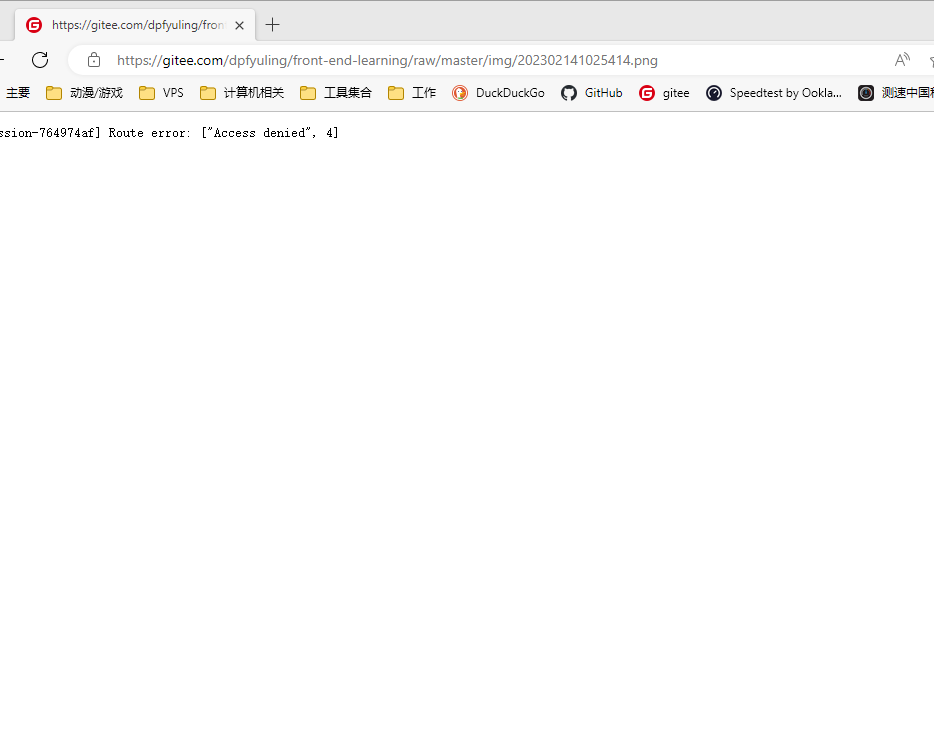 https://gitee.com/dpfyuling/fron
https://gitee.com/dpfyuling/front-end-learning/raw/master/img/202302141025414.png
主要 动漫/游戏 VPS 计算机相关 工具集合 工作 DuckDuckGo GitHub gitee Speedtest by Ookla... 测速中国
ssion-764974af] Route error: ["Access denied", 4]